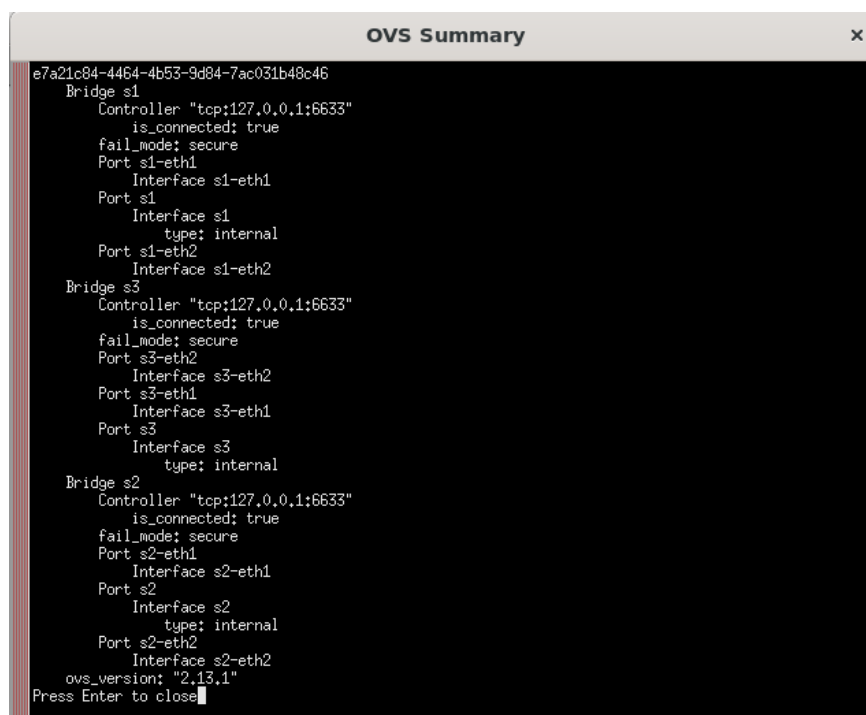 OVS Summary
×
e7a21c84-4464-4b53-9d84-7ac031b48c46
Bridge s1
Controller "tcp:127.0.0.1:6633"
is_connected: true
fail_mode: secure
Port s1-eth1
Interface s1-eth1
Port s1
Interface s1
type: internal
Port s1-eth2
Interface s1-eth2
Bridge s3
Controller "tcp:127.0.0.1:6633"
is_connected: true
fail_mode: secure
Port s3-eth2
Interface s3-eth2
Port s3-eth1
Interface s3-eth1
Port s3
Interface s3
type: internal
Bridge s2
Controller "tcp:127.0.0.1:6633"
is_connected: true
fail_mode: secure
Port s2-eth1
Interface s2-eth1
Port s2
Interface s2
type: internal
Port s2-eth2
Interface s2-eth2
ovs_version: "2.13.1"
Press Enter to close